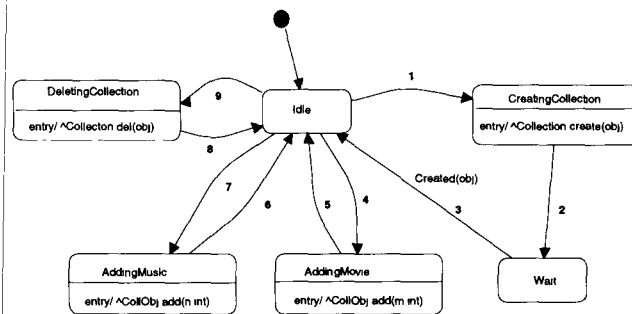 1
DeletingCollection
9
Idle
CreatingCollection
entry/ ^Collecton del(obj)
entry/ ^Collection create(obj)
8
Created(obj)
7
6
5
4
3
2
AddingMusic
AddingMovie
Wait
entry/ ^CollObj add(n int)
entry/ ^CollObj add(m int)